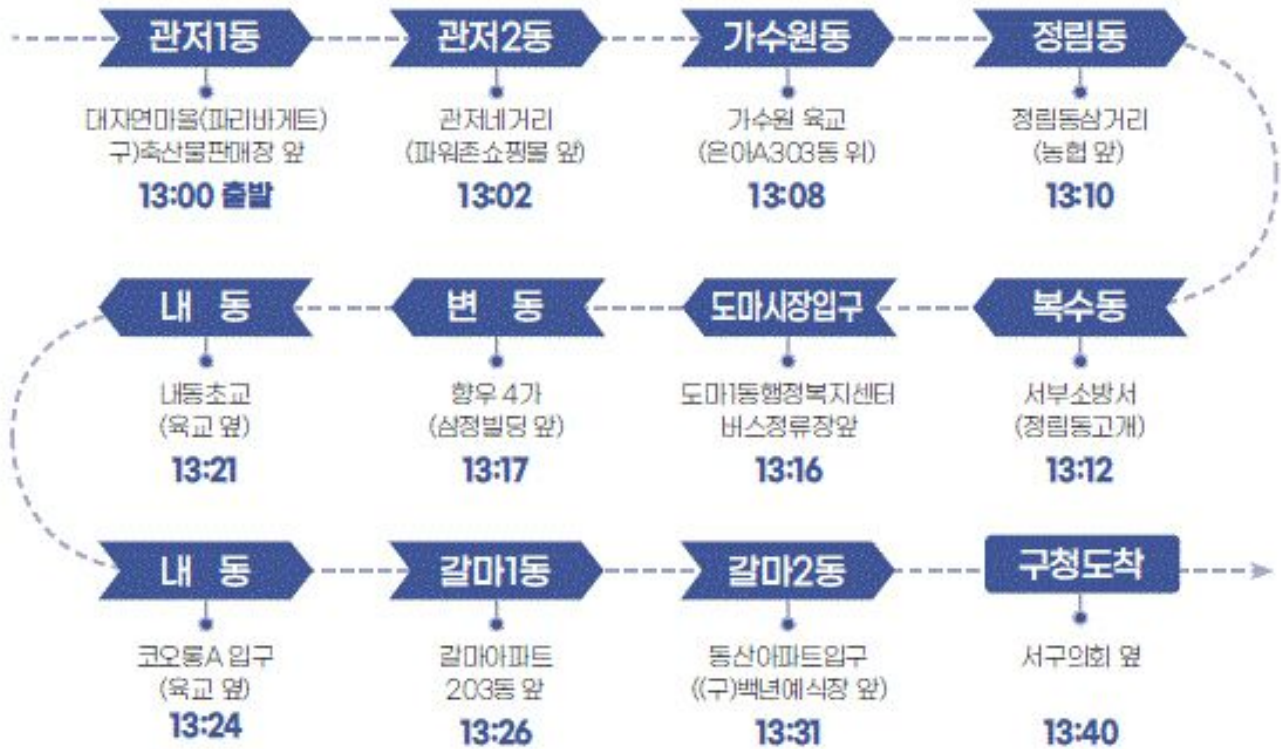 관저1동
대자연마을(파리바게트)
구)축산물판매장 앞
13:00 출발
관저2동
관저네거리
(파워존쇼핑몰 앞)
13:02
가수원동
가수원 육교
(은아A303동 위)
13:08
정림동
정림동삼거리
(농협 앞)
13:10
복수동
서부소방서
(정림동고개)
13:12
도마시장입구
도마1동행정복지센터
버스정류장앞
13:16
변 동
향우 4가
(삼정빌딩 앞)
13:17
내 동
내동초교
(육교 옆)
13:21
내 동
코오롱A 입구
(육교 옆)
13:24
갈마1동
갈마아파트
203동 앞
13:26
갈마2동
동산아파트입구
((구)백년예식장 앞)
13:31
구청도착
서구의회 옆
13:40